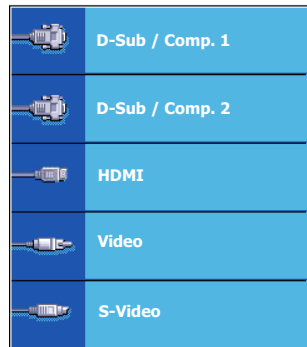 D-Sub / Comp. 1
D-Sub / Comp. 2
HDMI
Video
S-Video